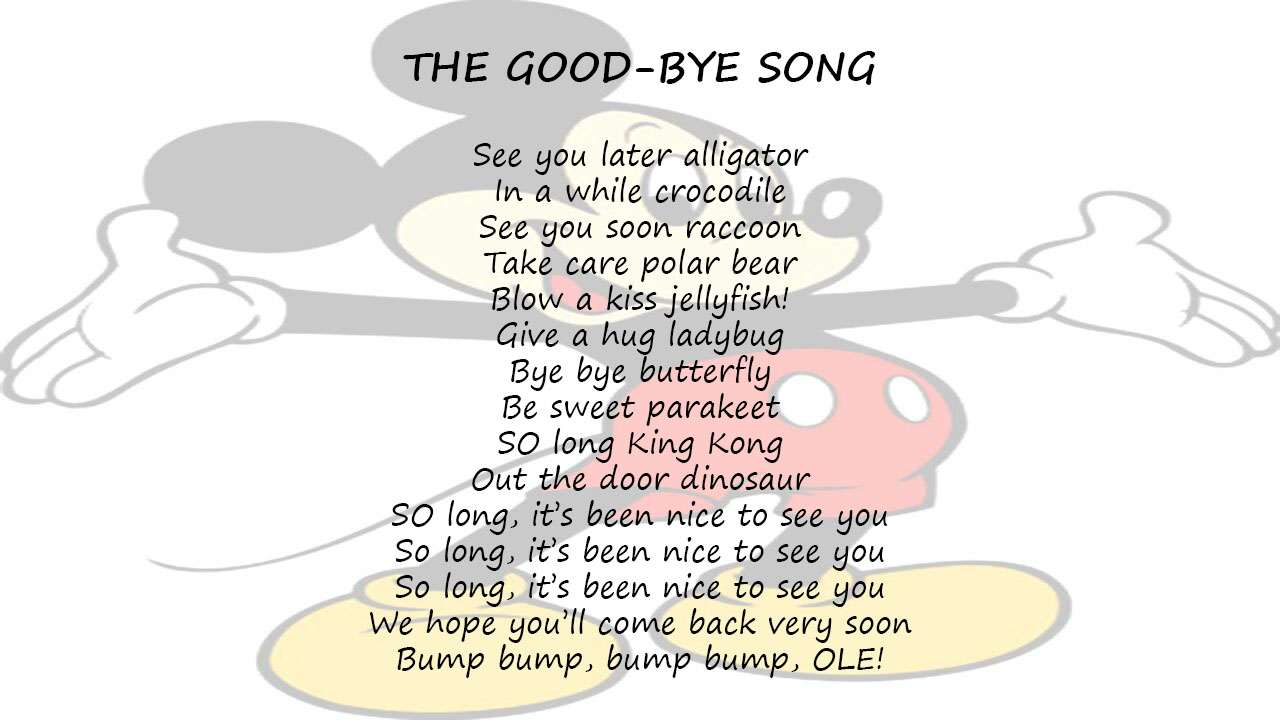 THE GOOD-BYE SONG
See you later alligator
In a while crocodile
See you soon raccoon
Take care polar bear
Blow a kiss jellyfish!
Give a hug ladybug
Bye bye butterfly
Be sweet parakeet
SO long King Kong
Out the door dinosaur
SO long, it's been nice to see you
So long, it's been nice to see you
So long, it's been nice to see you
We hope you'll come back very soon
Bump bump, bump bump, OLE!